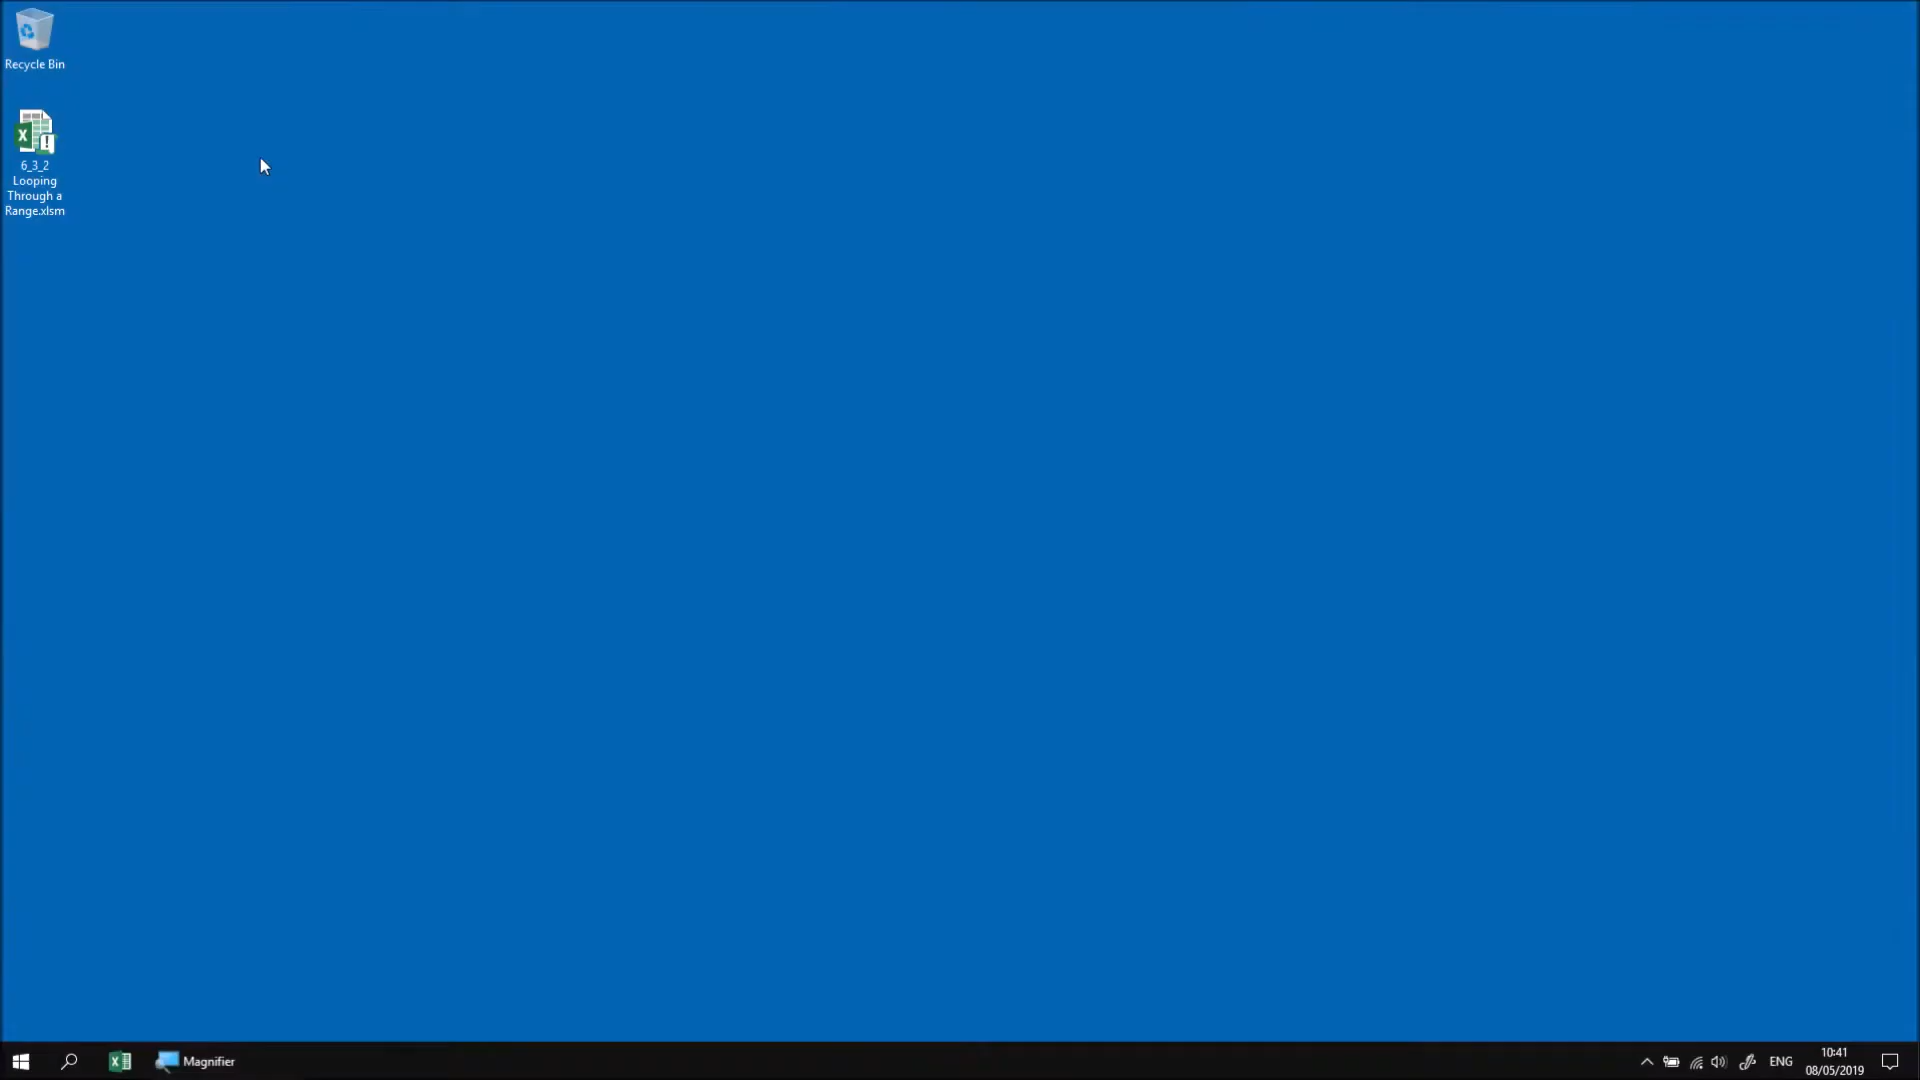 Recycle Bin
6_3_2
Looping
Through a
Range.xlsm
Magnifier
ENG
10:41
08/05/2019